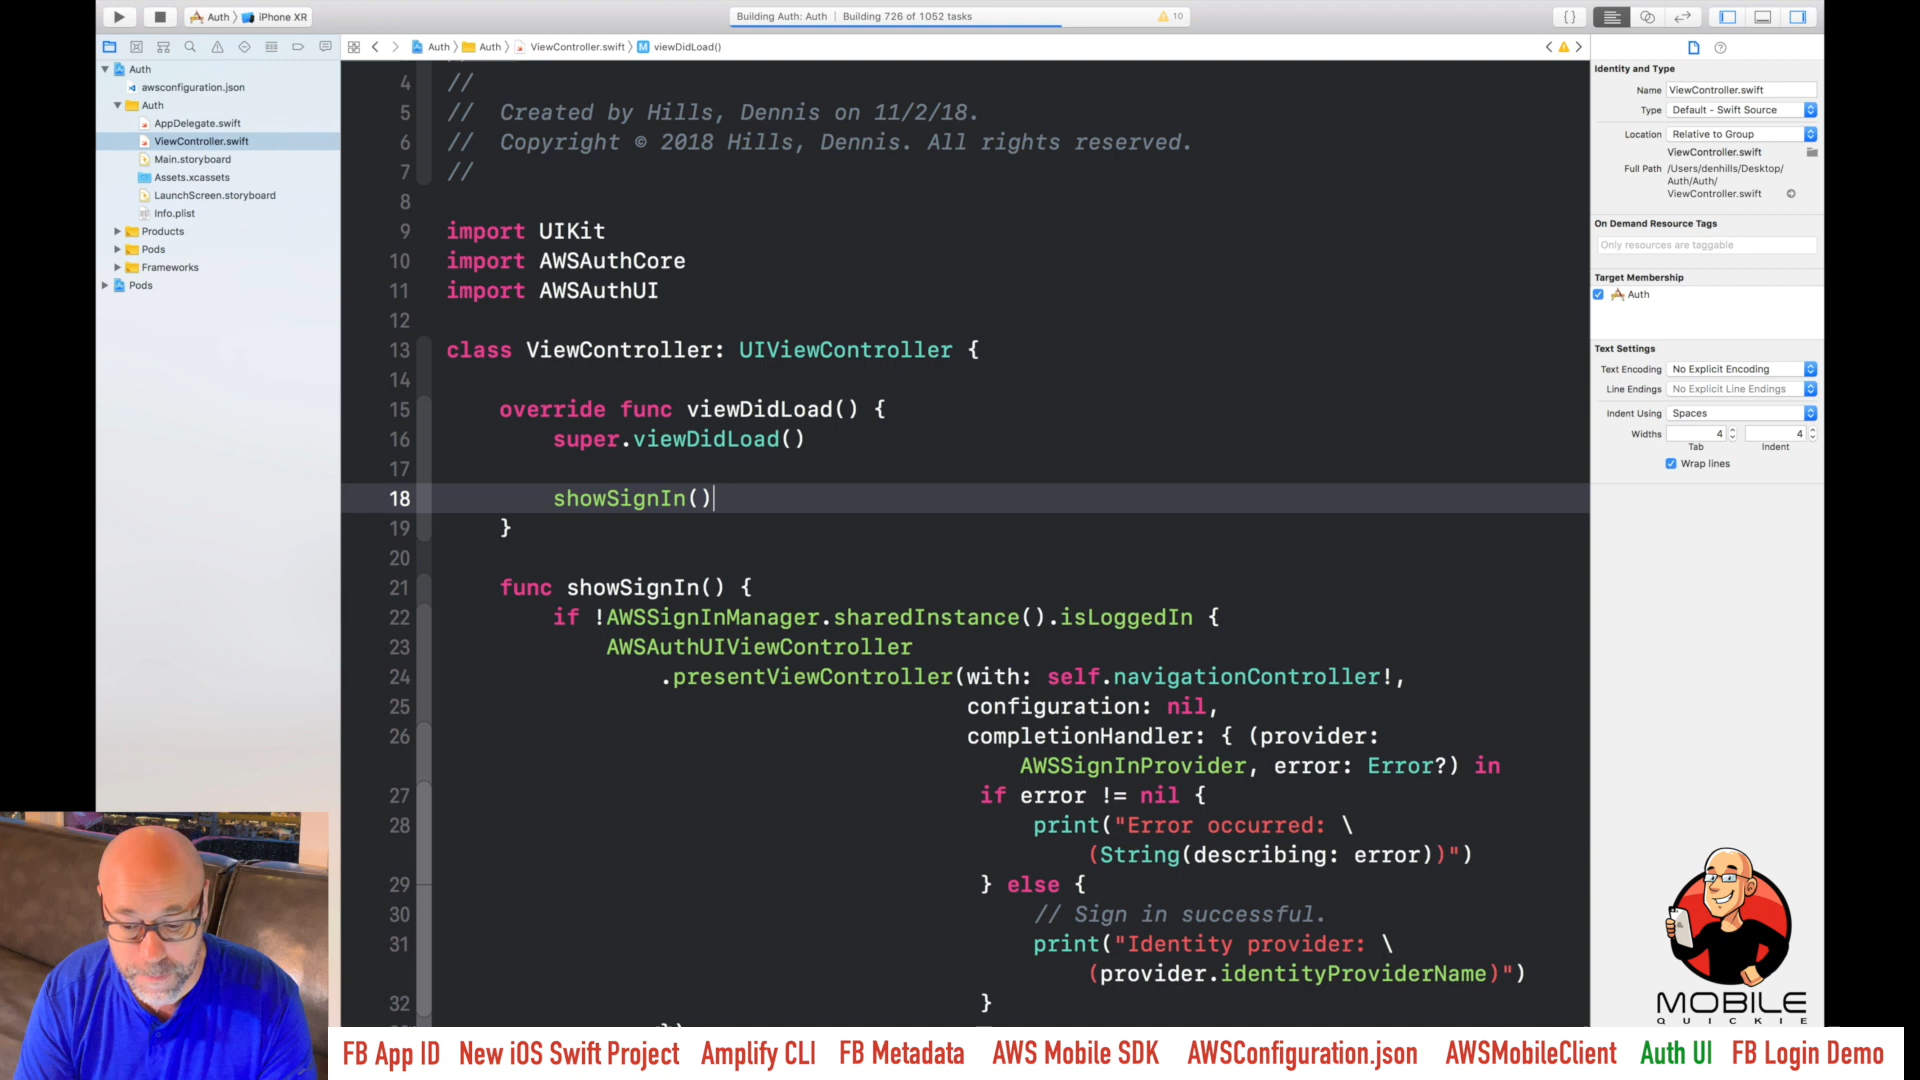 Auth
iPhone XR
Building Auth: Auth | Building 726 of 1052 tasks
10
Auth
Auth
ViewController.swift
M
viewDidLoad()
Auth
awsconfiguration.json
Auth
AppDelegate.swift
ViewController.swift
Main.storyboard
Assets.xcassets
LaunchScreen.storyboard
Info.plist
Products
Pods
Frameworks
Pods
4 //
5 // Created by Hills, Dennis on 11/2/18.
6 // Copyright © 2018 Hills, Dennis. All rights reserved.
7 //
8
9 import UIKit
10 import AWSAuthCore
11 import AWSAuthUI
12
13 class ViewController: UIViewController {
14
15 override func viewDidLoad() {
16 super.viewDidLoad()
17
18 showSignIn()
19 }
20
21 func showSignIn() {
22 if !AWSSignInManager.sharedInstance().isLoggedIn {
23 AWSAuthUIViewController
24 .presentViewController(with: self.navigationController!,
25 configuration: nil,
26 completionHandler: { (provider:
AWSSignInProvider, error: Error?) in
27 if error != nil {
28 print("Error occurred: \
(String(describing: error))")
29 } else {
30 // Sign in successful.
31 print("Identity provider: \
(provider.identityProviderName)")
32 }
Identity and Type
Name ViewController.swift
Type Default - Swift Source
Location Relative to Group
ViewController.swift
Full Path /Users/denhills/Desktop/
Auth/Auth/
ViewController.swift
On Demand Resource Tags
Only resources are taggable
Target Membership
Auth
Text Settings
Text Encoding No Explicit Encoding
Line Endings No Explicit Line Endings
Indent Using Spaces
Widths 4 4
Tab Indent
Wrap lines
MOBILE
QUICKIE
FB App ID New iOS Swift Project Amplify CLI FB Metadata AWS Mobile SDK AWSConfiguration.json AWSMobileClient Auth UI FB Login Demo